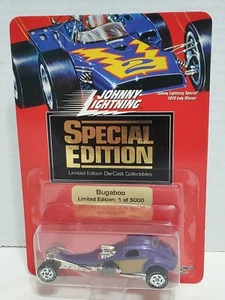 2
"Johnny Lightning Special"
1970 Indy Winner
JOHNNY
LIGHTNING
SPECIAL
EDITION
Limited Edition Die-Cast Collectibles
Bugaboo
Limited Edition: 1 of 5000